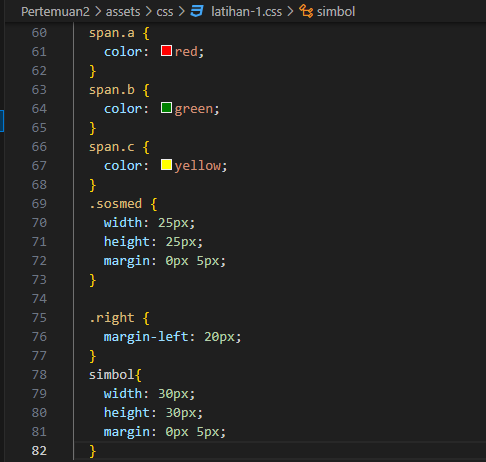 Pertemuan2 > assets > css > latihan-1.css > simbol
60 span.a {
61 color: red;
62 }
63 span.b {
64 color: green;
65 }
66 span.c {
67 color: yellow;
68 }
69 .sosmed {
70 width: 25px;
71 height: 25px;
72 margin: 0px 5px;
73 }
74
75 .right {
76 margin-left: 20px;
77 }
78 simbol{
79 width: 30px;
80 height: 30px;
81 margin: 0px 5px;
82 }